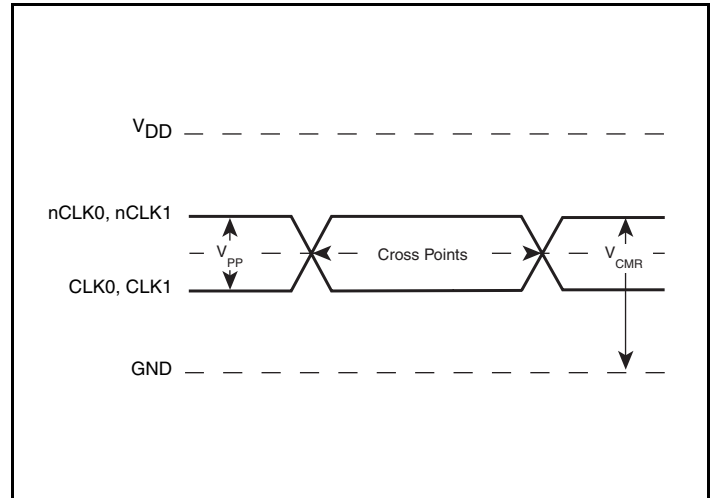 VDD
nCLK0, nCLK1
VPP
Cross Points
VCMR
CLK0, CLK1
GND